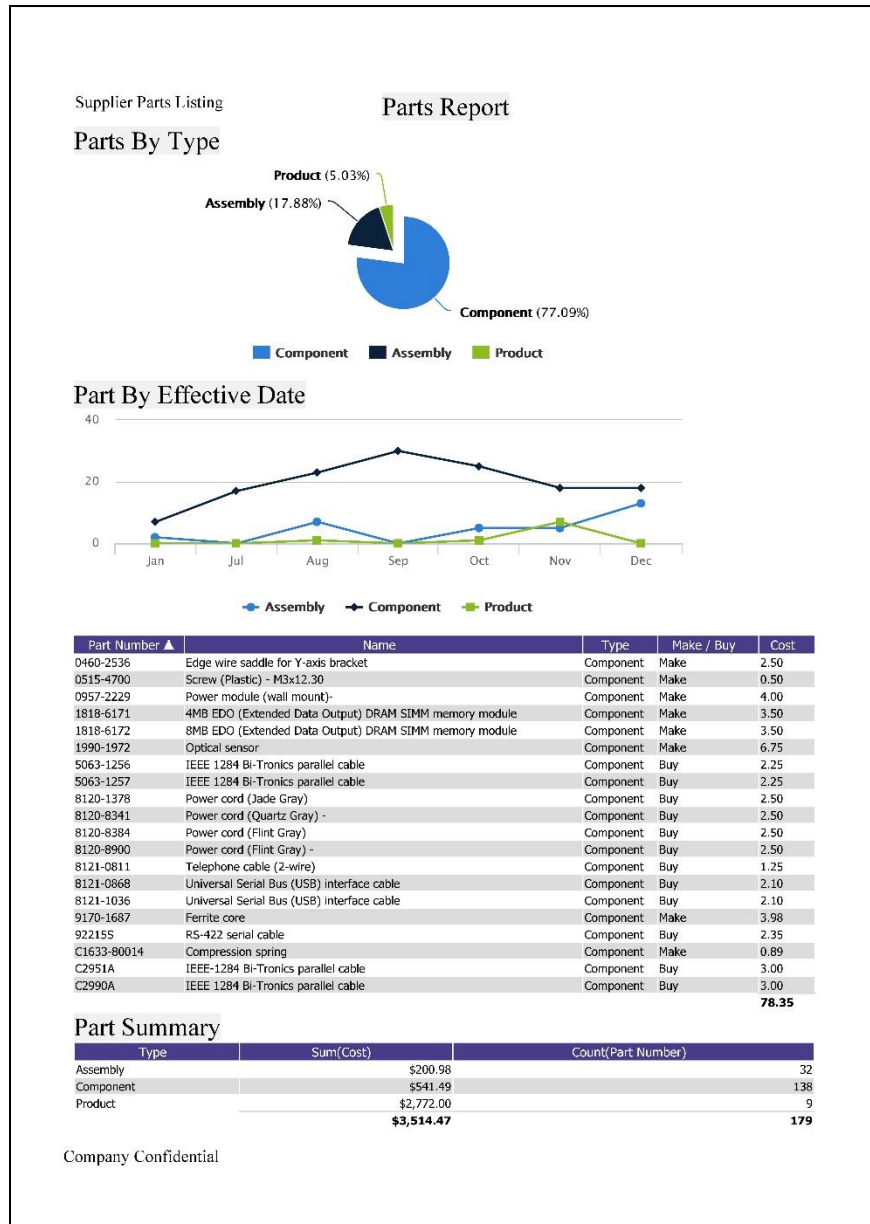 Supplier Parts Listing
Parts Report
Parts By Type
Product (5.03%)
Assembly (17.88%)
Component (77.09%)
Component Assembly Product
Part By Effective Date
40
20
0
Jan Jul Aug Sep Oct Nov Dec
Assembly Component Product
Part Number ▲ Name Type Make / Buy Cost
0460-2536 Edge wire saddle for Y-axis bracket Component Make 2.50
0515-4700 Screw (Plastic) - M3x12.30 Component Make 0.50
0957-2229 Power module (wall mount)- Component Make 4.00
1818-6171 4MB EDO (Extended Data Output) DRAM SIMM memory module Component Make 3.50
1818-6172 8MB EDO (Extended Data Output) DRAM SIMM memory module Component Make 3.50
1990-1972 Optical sensor Component Make 6.75
5063-1256 IEEE 1284 Bi-Tronics parallel cable Component Buy 2.25
5063-1257 IEEE 1284 Bi-Tronics parallel cable Component Buy 2.25
8120-1378 Power cord (Jade Gray) Component Buy 2.50
8120-8341 Power cord (Quartz Gray) - Component Buy 2.50
8120-8384 Power cord (Flint Gray) Component Buy 2.50
8120-8900 Power cord (Flint Gray) - Component Buy 2.50
8121-0811 Telephone cable (2-wire) Component Buy 1.25
8121-0868 Universal Serial Bus (USB) interface cable Component Buy 2.10
8121-1036 Universal Serial Bus (USB) interface cable Component Buy 2.10
9170-1687 Ferrite core Component Make 3.98
92215S RS-422 serial cable Component Buy 2.35
C1633-80014 Compression spring Component Make 0.89
C2951A IEEE-1284 Bi-Tronics parallel cable Component Buy 3.00
C2990A IEEE 1284 Bi-Tronics parallel cable Component Buy 3.00
78.35
Part Summary
Type Sum(Cost) Count(Part Number)
Assembly $200.98 32
Component $541.49 138
Product $2,772.00 9
$3,514.47 179
Company Confidential